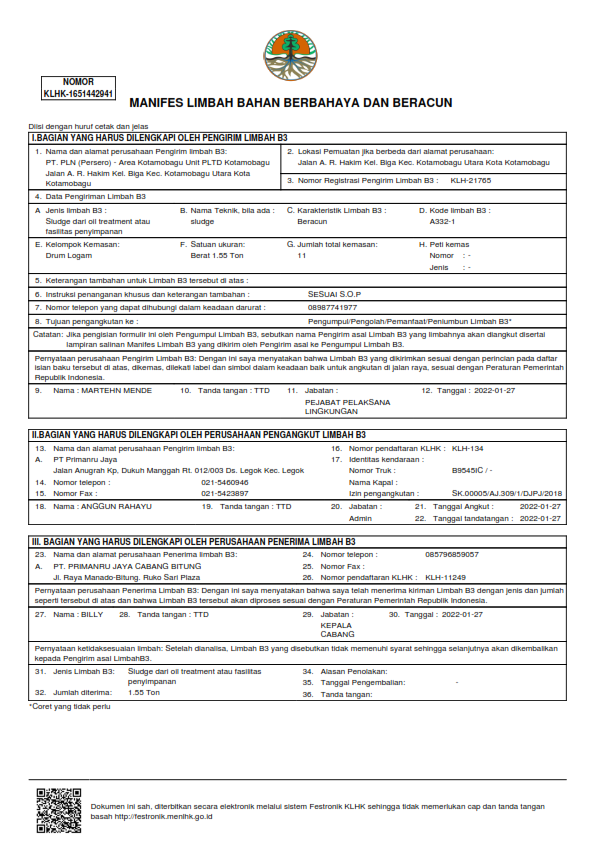 NOMOR
KLHK-1651442941
MANIFES LIMBAH BAHAN BERBAHAYA DAN BERACUN
Diisi dengan huruf cetak dan jelas
I.BAGIAN YANG HARUS DILENGKAPI OLEH PENGIRIM LIMBAH B3
1. Nama dan alamat perusahaan Pengirim limbah B3:
PT. PLN (Persero) - Area Kotamobagu Unit PLTD Kotamobagu
Jalan A. R. Hakim Kel. Biga Kec. Kotamobagu Utara Kota
Kotamobagu
2. Lokasi Pemuatan jika berbeda dari alamat perusahaan:
Jalan A. R. Hakim Kel. Biga Kec. Kotamobagu Utara Kota Kotamobagu
3. Nomor Registrasi Pengirim Limbah B3 : KLH-21765
4. Data Pengiriman Limbah B3
A Jenis limbah B3 :
Sludge dari oil treatment atau
fasilitas penyimpanan
B. Nama Teknik, bila ada :
sludge
C. Karakteristik Limbah B3 :
Beracun
D. Kode limbah B3 :
A332-1
E. Kelompok Kemasan:
Drum Logam
F. Satuan ukuran:
Berat 1.55 Ton
G. Jumlah total kemasan:
11
H. Peti kemas
Nomor : -
Jenis : -
5. Keterangan tambahan untuk Limbah B3 tersebut di atas :
6. Instruksi penanganan khusus dan keterangan tambahan : SESUAI S.O.P
7. Nomor telepon yang dapat dihubungi dalam keadaan darurat : 08987741977
8. Tujuan pengangkutan ke : Pengumpul/Pengolah/Pemanfaat/Penimbun Limbah B3*
Catatan: Jika pengisian formulir ini oleh Pengumpul Limbah B3, sebutkan nama Pengirim asal Limbah B3 yang limbahnya akan diangkut disertai
lampiran salinan Manifes Limbah B3 yang dikirim oleh Pengirim asal ke Pengumpul Limbah B3.
Pernyataan perusahaan Pengirim Limbah B3: Dengan ini saya menyatakan bahwa Limbah B3 yang dikirimkan sesuai dengan perincian pada daftar
isian baku tersebut di atas, dikemas, dilekati label dan simbol dalam keadaan baik untuk angkutan di jalan raya, sesuai dengan Peraturan Pemerintah
Republik Indonesia.
9. Nama : MARTEHN MENDE 10. Tanda tangan : TTD 11. Jabatan : 12. Tanggal : 2022-01-27
PEJABAT PELAKSANA
LINGKUNGAN
II.BAGIAN YANG HARUS DILENGKAPI OLEH PERUSAHAAN PENGANGKUT LIMBAH B3
13. Nama dan alamat perusahaan Pengirim limbah B3:
A. PT Primanru Jaya
Jalan Anugrah Kp, Dukuh Manggah Rt. 012/003 Ds. Legok Kec. Legok
14. Nomor telepon : 021-5460946
15. Nomor Fax : 021-5423897
16. Nomor pendaftaran KLHK : KLH-134
17. Identitas kendaraan :
Nomor Truk : B9545IC / -
Nama Kapal :
Izin pengangkutan : SK.00005/AJ.309/1/DJPJ/2018
18. Nama : ANGGUN RAHAYU 19. Tanda tangan : TTD 20. Jabatan : 21. Tanggal Angkut : 2022-01-27
Admin 22. Tanggal tandatangan : 2022-01-27
III. BAGIAN YANG HARUS DILENGKAPI OLEH PERUSAHAAN PENERIMA LIMBAH B3
23. Nama dan alamat perusahaan Penerima limbah B3:
A. PT. PRIMANRU JAYA CABANG BITUNG
Jl. Raya Manado-Bitung. Ruko Sari Plaza
24. Nomor telepon : 085796859057
25. Nomor Fax :
26. Nomor pendaftaran KLHK : KLH-11249
Pernyataan perusahaan Penerima Limbah B3: Dengan ini saya menyatakan bahwa saya telah menerima kiriman Limbah B3 dengan jenis dan jumlah
seperti tersebut di atas dan bahwa Limbah B3 tersebut akan diproses sesuai dengan Peraturan Pemerintah Republik Indonesia.
27. Nama : BILLY 28. Tanda tangan : TTD 29. Jabatan : 30. Tanggal : 2022-01-27
KEPALA
CABANG
Pernyataan ketidaksesuaian limbah: Setelah dianalisa, Limbah B3 yang disebutkan tidak memenuhi syarat sehingga selanjutnya akan dikembalikan
kepada Pengirim asal LimbahB3.
31. Jenis Limbah B3: Sludge dari oil treatment atau fasilitas
penyimpanan
32. Jumlah diterima: 1.55 Ton
34. Alasan Penolakan:
35. Tanggal Pengembalian: -
36. Tanda tangan:
*Coret yang tidak perlu
Dokumen ini sah, diterbitkan secara elektronik melalui sistem Festronik KLHK sehingga tidak memerlukan cap dan tanda tangan
basah http://festronik.menlhk.go.id